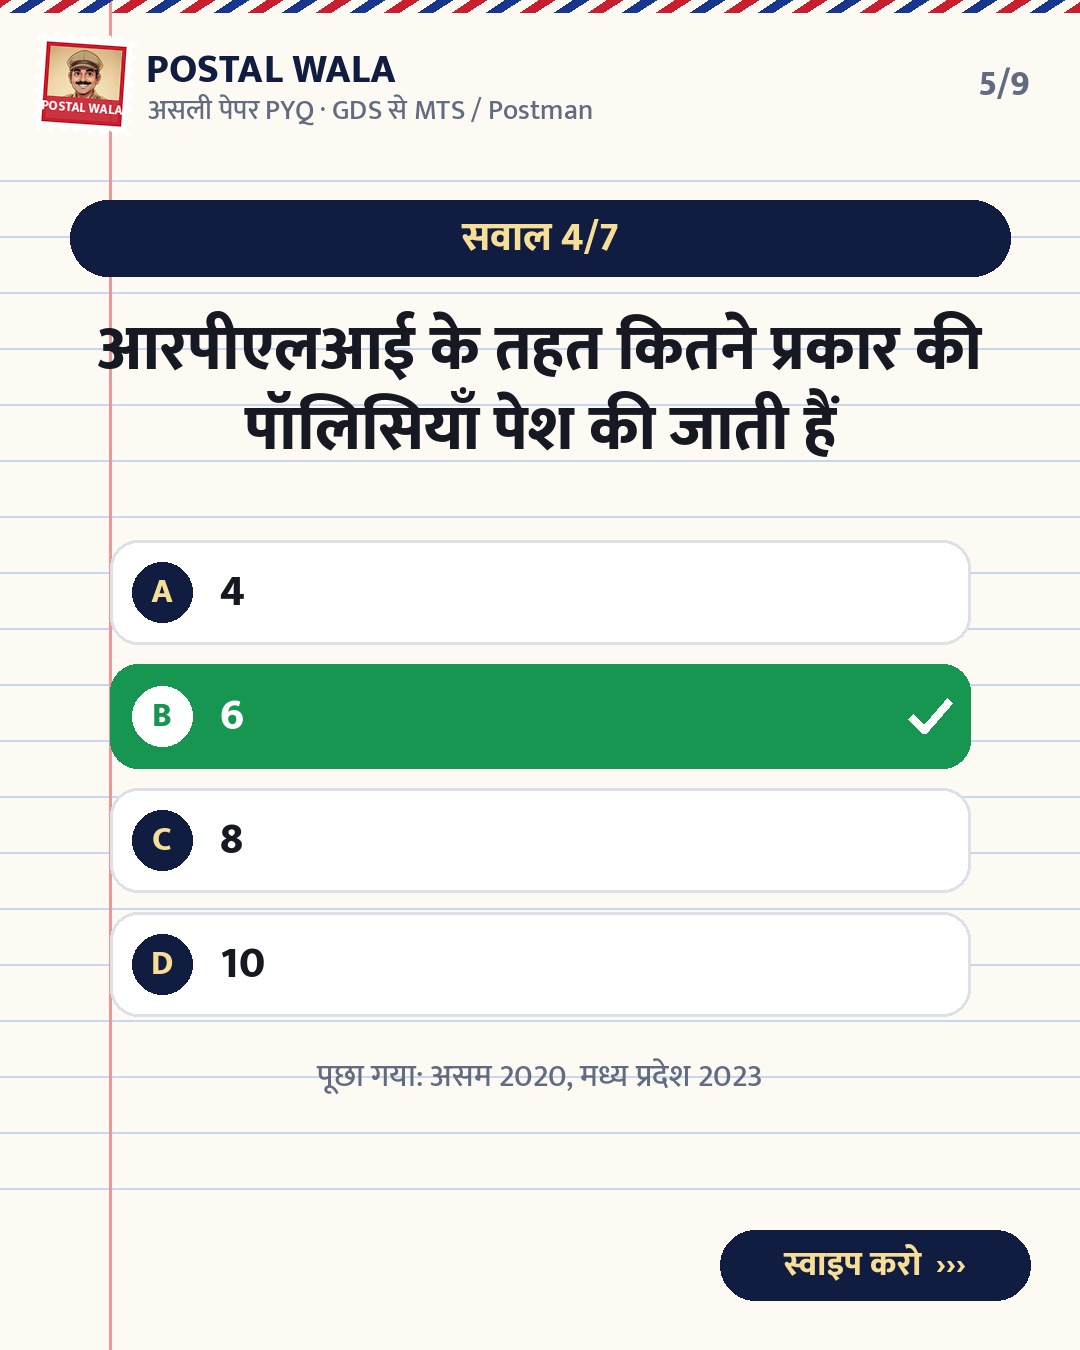 POSTAL WALA
POSTAL WALA
असली पेपर PYQ · GDS से MTS / Postman
5/9
सवाल 4/7
आरपीएलआई के तहत कितने प्रकार की
पॉलिसियाँ पेश की जाती हैं
A 4
B 6
C 8
D 10
पूछा गया: असम 2020, मध्य प्रदेश 2023
स्वाइप करो ›››